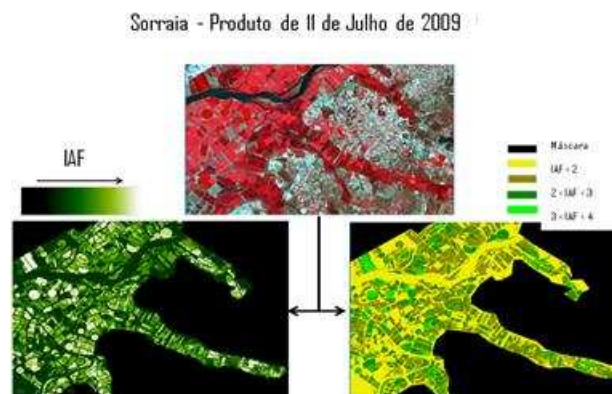 Sorraia - Produto de 11 de Julho de 2009
IAF
Máscara
IAF < 2
2 < IAF < 3
3 < IAF < 4